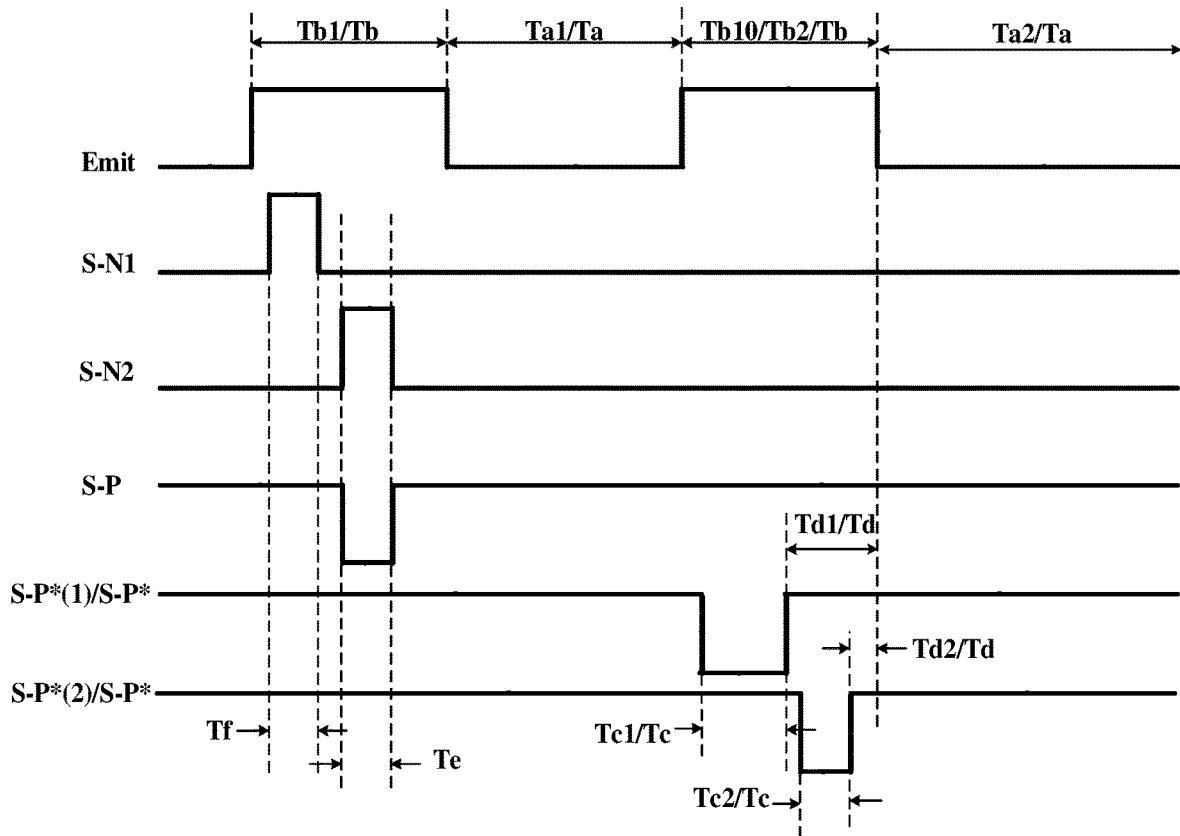 Tb1/Tb Ta1/Ta Tb10/Tb2/Tb Ta2/Ta
Emit
S-N1
S-N2
S-P
Td1/Td
S-P*(1)/S-P*
Td2/Td
S-P*(2)/S-P*
Tf Tc1/Tc
Te
Tc2/Tc